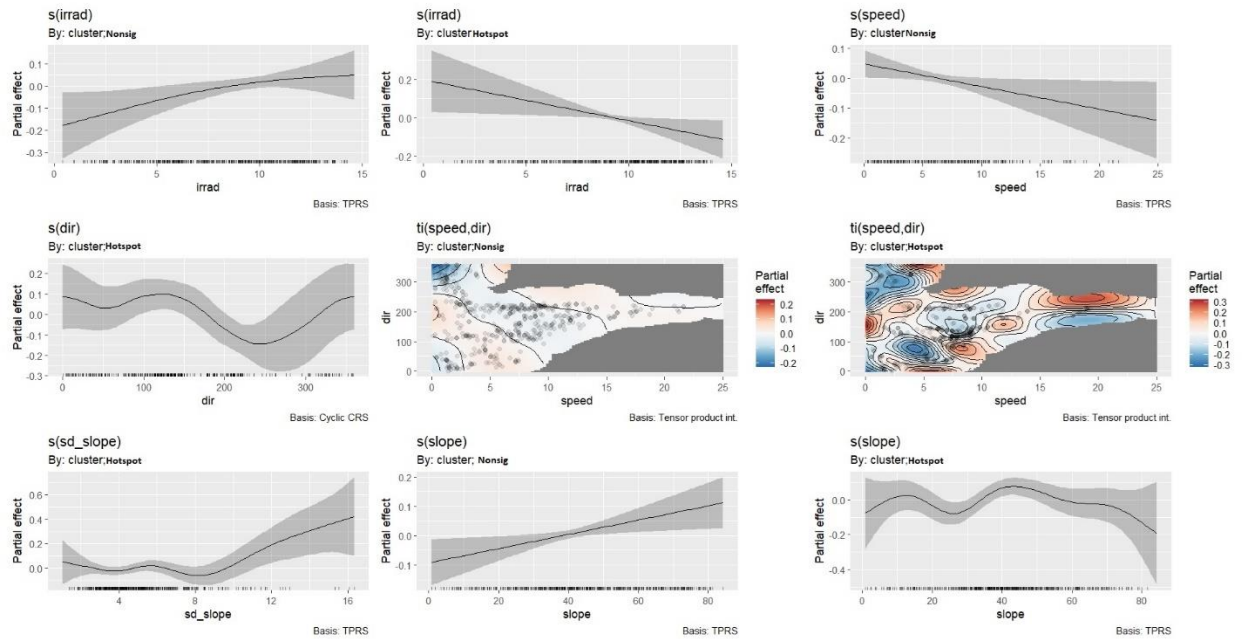 s(irrad)
By: cluster;Nonsig
Partial effect
0.1
0.0
-0.1
-0.2
-0.3
0
5
10
15
irrad
Basis: TPRS
s(irrad)
By: clusterHotspot
Partial effect
0.2
0.0
-0.2
0
5
10
15
irrad
Basis: TPRS
s(speed)
By: clusterNonsig
Partial effect
0.1
0.0
-0.1
-0.2
0
5
10
15
20
25
speed
Basis: TPRS
s(dir)
By: cluster;Hotspot
Partial effect
0.2
0.1
0.0
-0.1
-0.2
-0.3
0
100
200
300
dir
Basis: Cyclic CRS
ti(speed,dir)
By: cluster;Nonsig
dir
300
200
100
0
0
5
10
15
20
25
speed
Partial
effect
0.2
0.1
0.0
-0.1
-0.2
Basis: Tensor product int.
ti(speed,dir)
By: cluster;Hotspot
dir
300
200
100
0
0
5
10
15
20
25
speed
Partial
effect
0.3
0.2
0.1
0.0
-0.1
-0.2
-0.3
Basis: Tensor product int.
s(sd_slope)
By: cluster;Hotspot
Partial effect
0.6
0.4
0.2
0.0
4
8
12
16
sd_slope
Basis: TPRS
s(slope)
By: cluster; Nonsig
Partial effect
0.2
0.1
0.0
-0.1
0
20
40
60
80
slope
Basis: TPRS
s(slope)
By: cluster;Hotspot
Partial effect
0.0
-0.2
-0.4
0
20
40
60
80
slope
Basis: TPRS